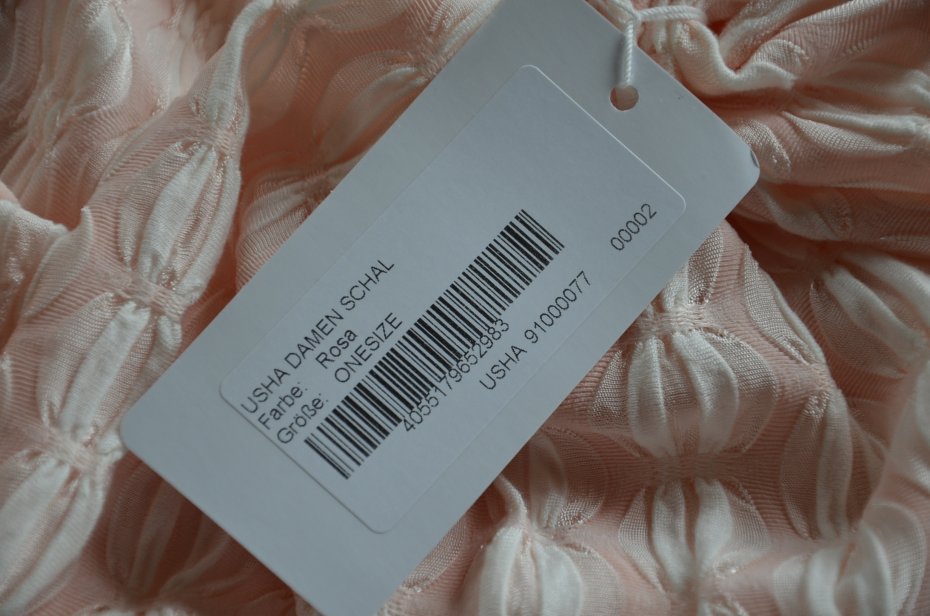 USHA DAMEN SCHAL
Farbe: Rosa
Größe: ONESIZE
4055179652983
USHA 91000077 00002